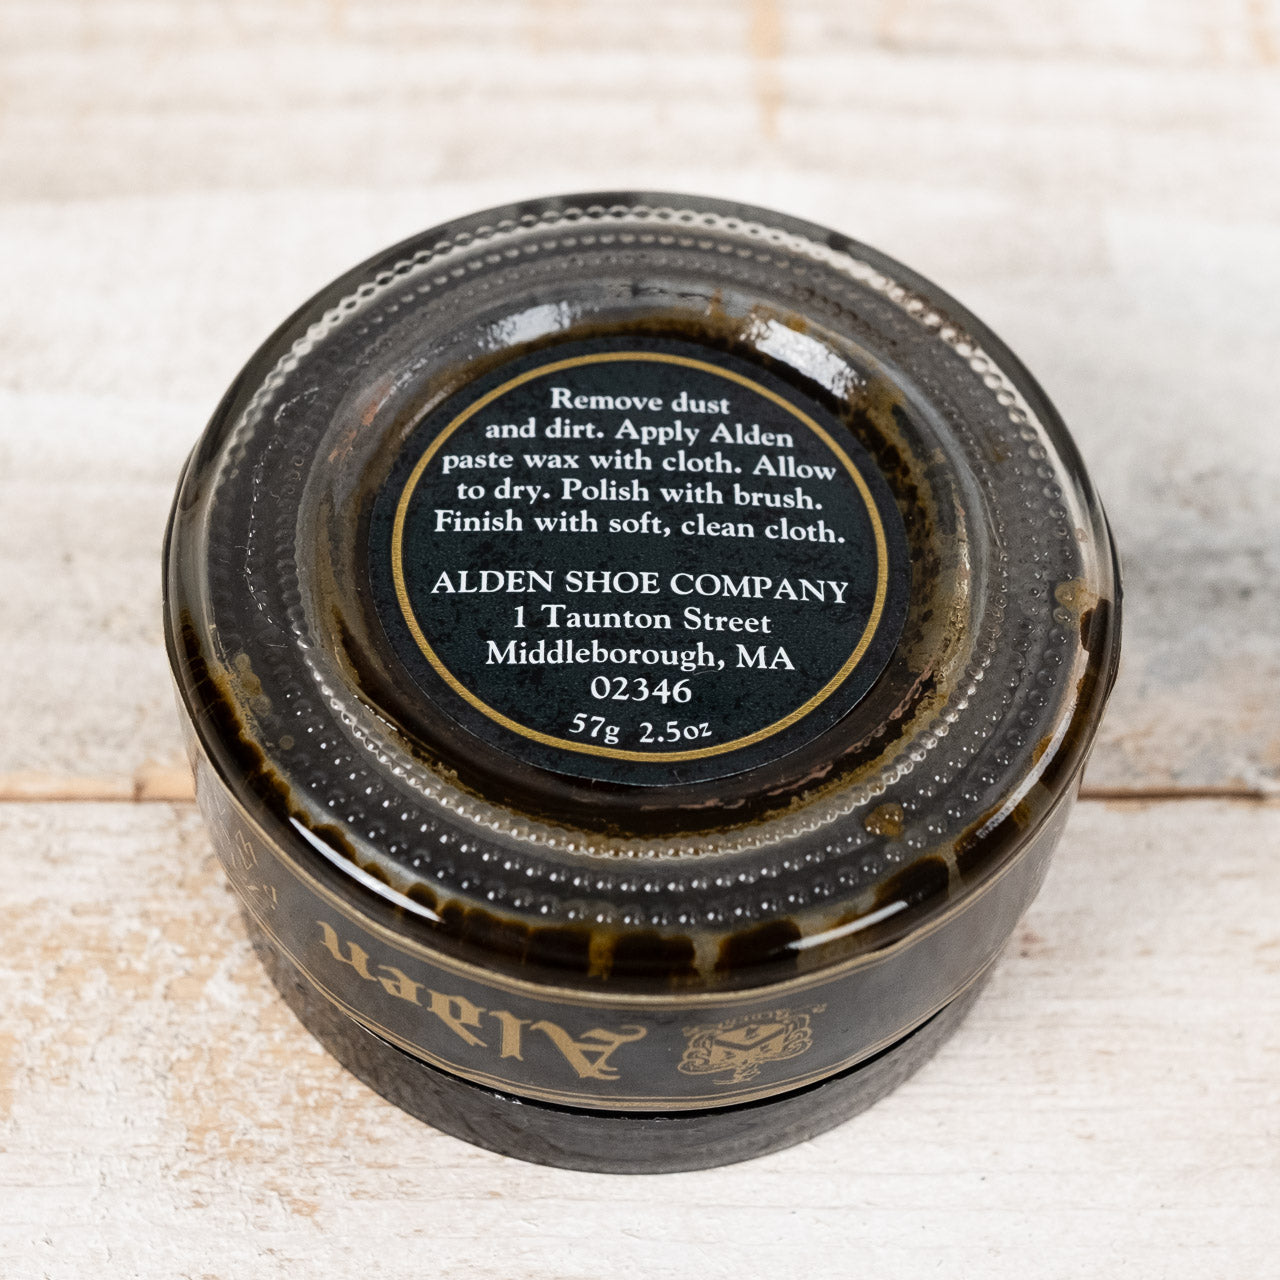 Remove dust
and dirt. Apply Alden
paste wax with cloth. Allow
to dry. Polish with brush.
Finish with soft, clean cloth.
ALDEN SHOE COMPANY
1 Taunton Street
Middleborough, MA
02346
57g 2.5oz
Alden